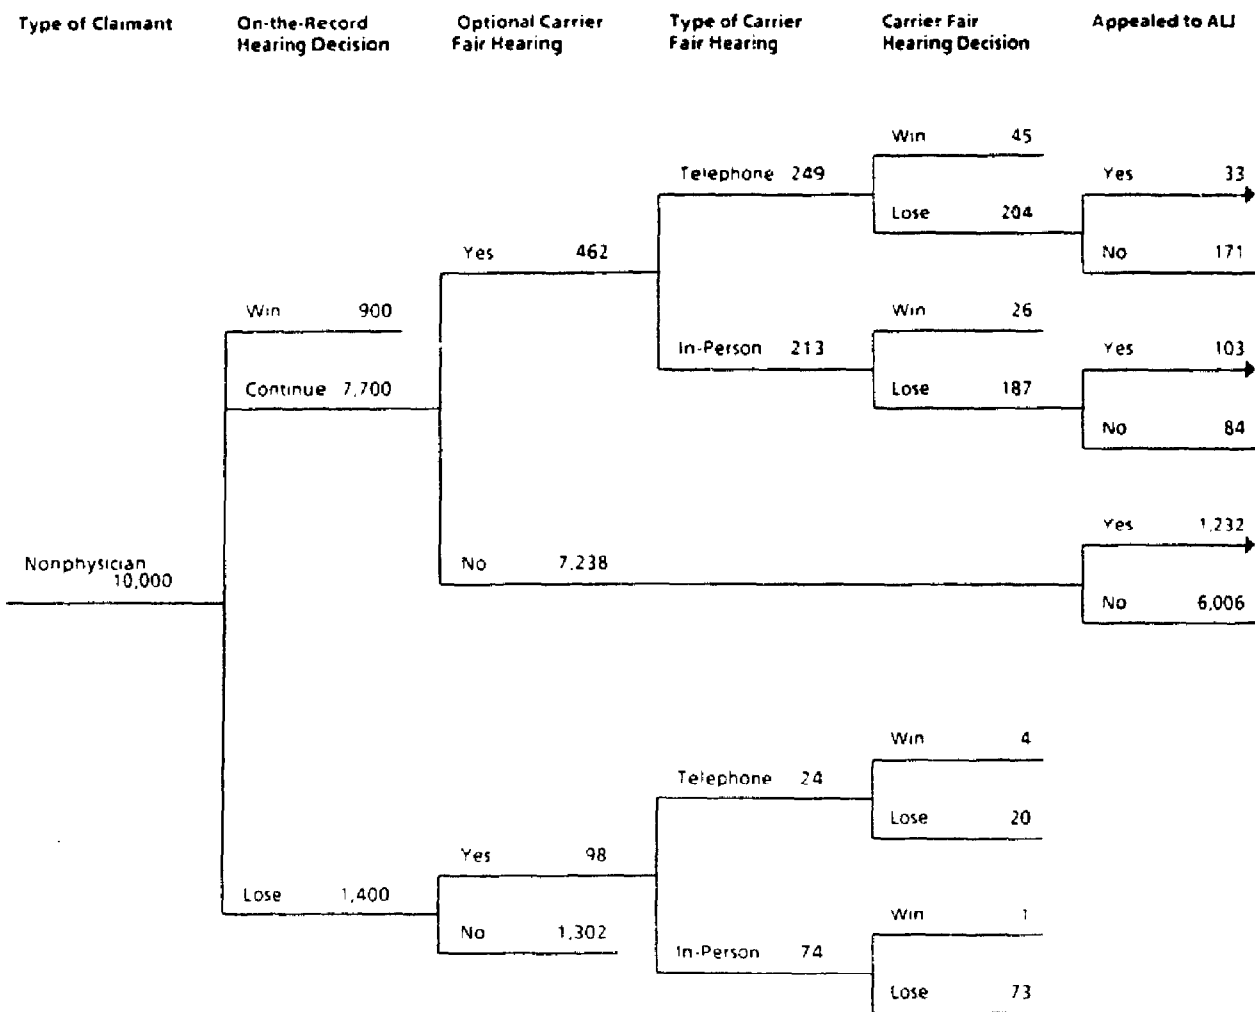 Type of Claimant
On-the-Record
Hearing Decision
Optional Carrier
Fair Hearing
Type of Carrier
Fair Hearing
Carrier Fair
Hearing Decision
Appealed to ALJ
Win 45
Telephone 249
Yes 33
Lose 204
Yes 462
No 171
Win 900
Win 26
In-Person 213
Yes 103
Continue 7,700
Lose 187
No 84
Yes 1,232
Nonphysician
10,000
No 7,238
No 6,006
Win 4
Telephone 24
Lose 20
Yes 98
Lose 1,400
Win 1
No 1,302
In-Person 74
Lose 73